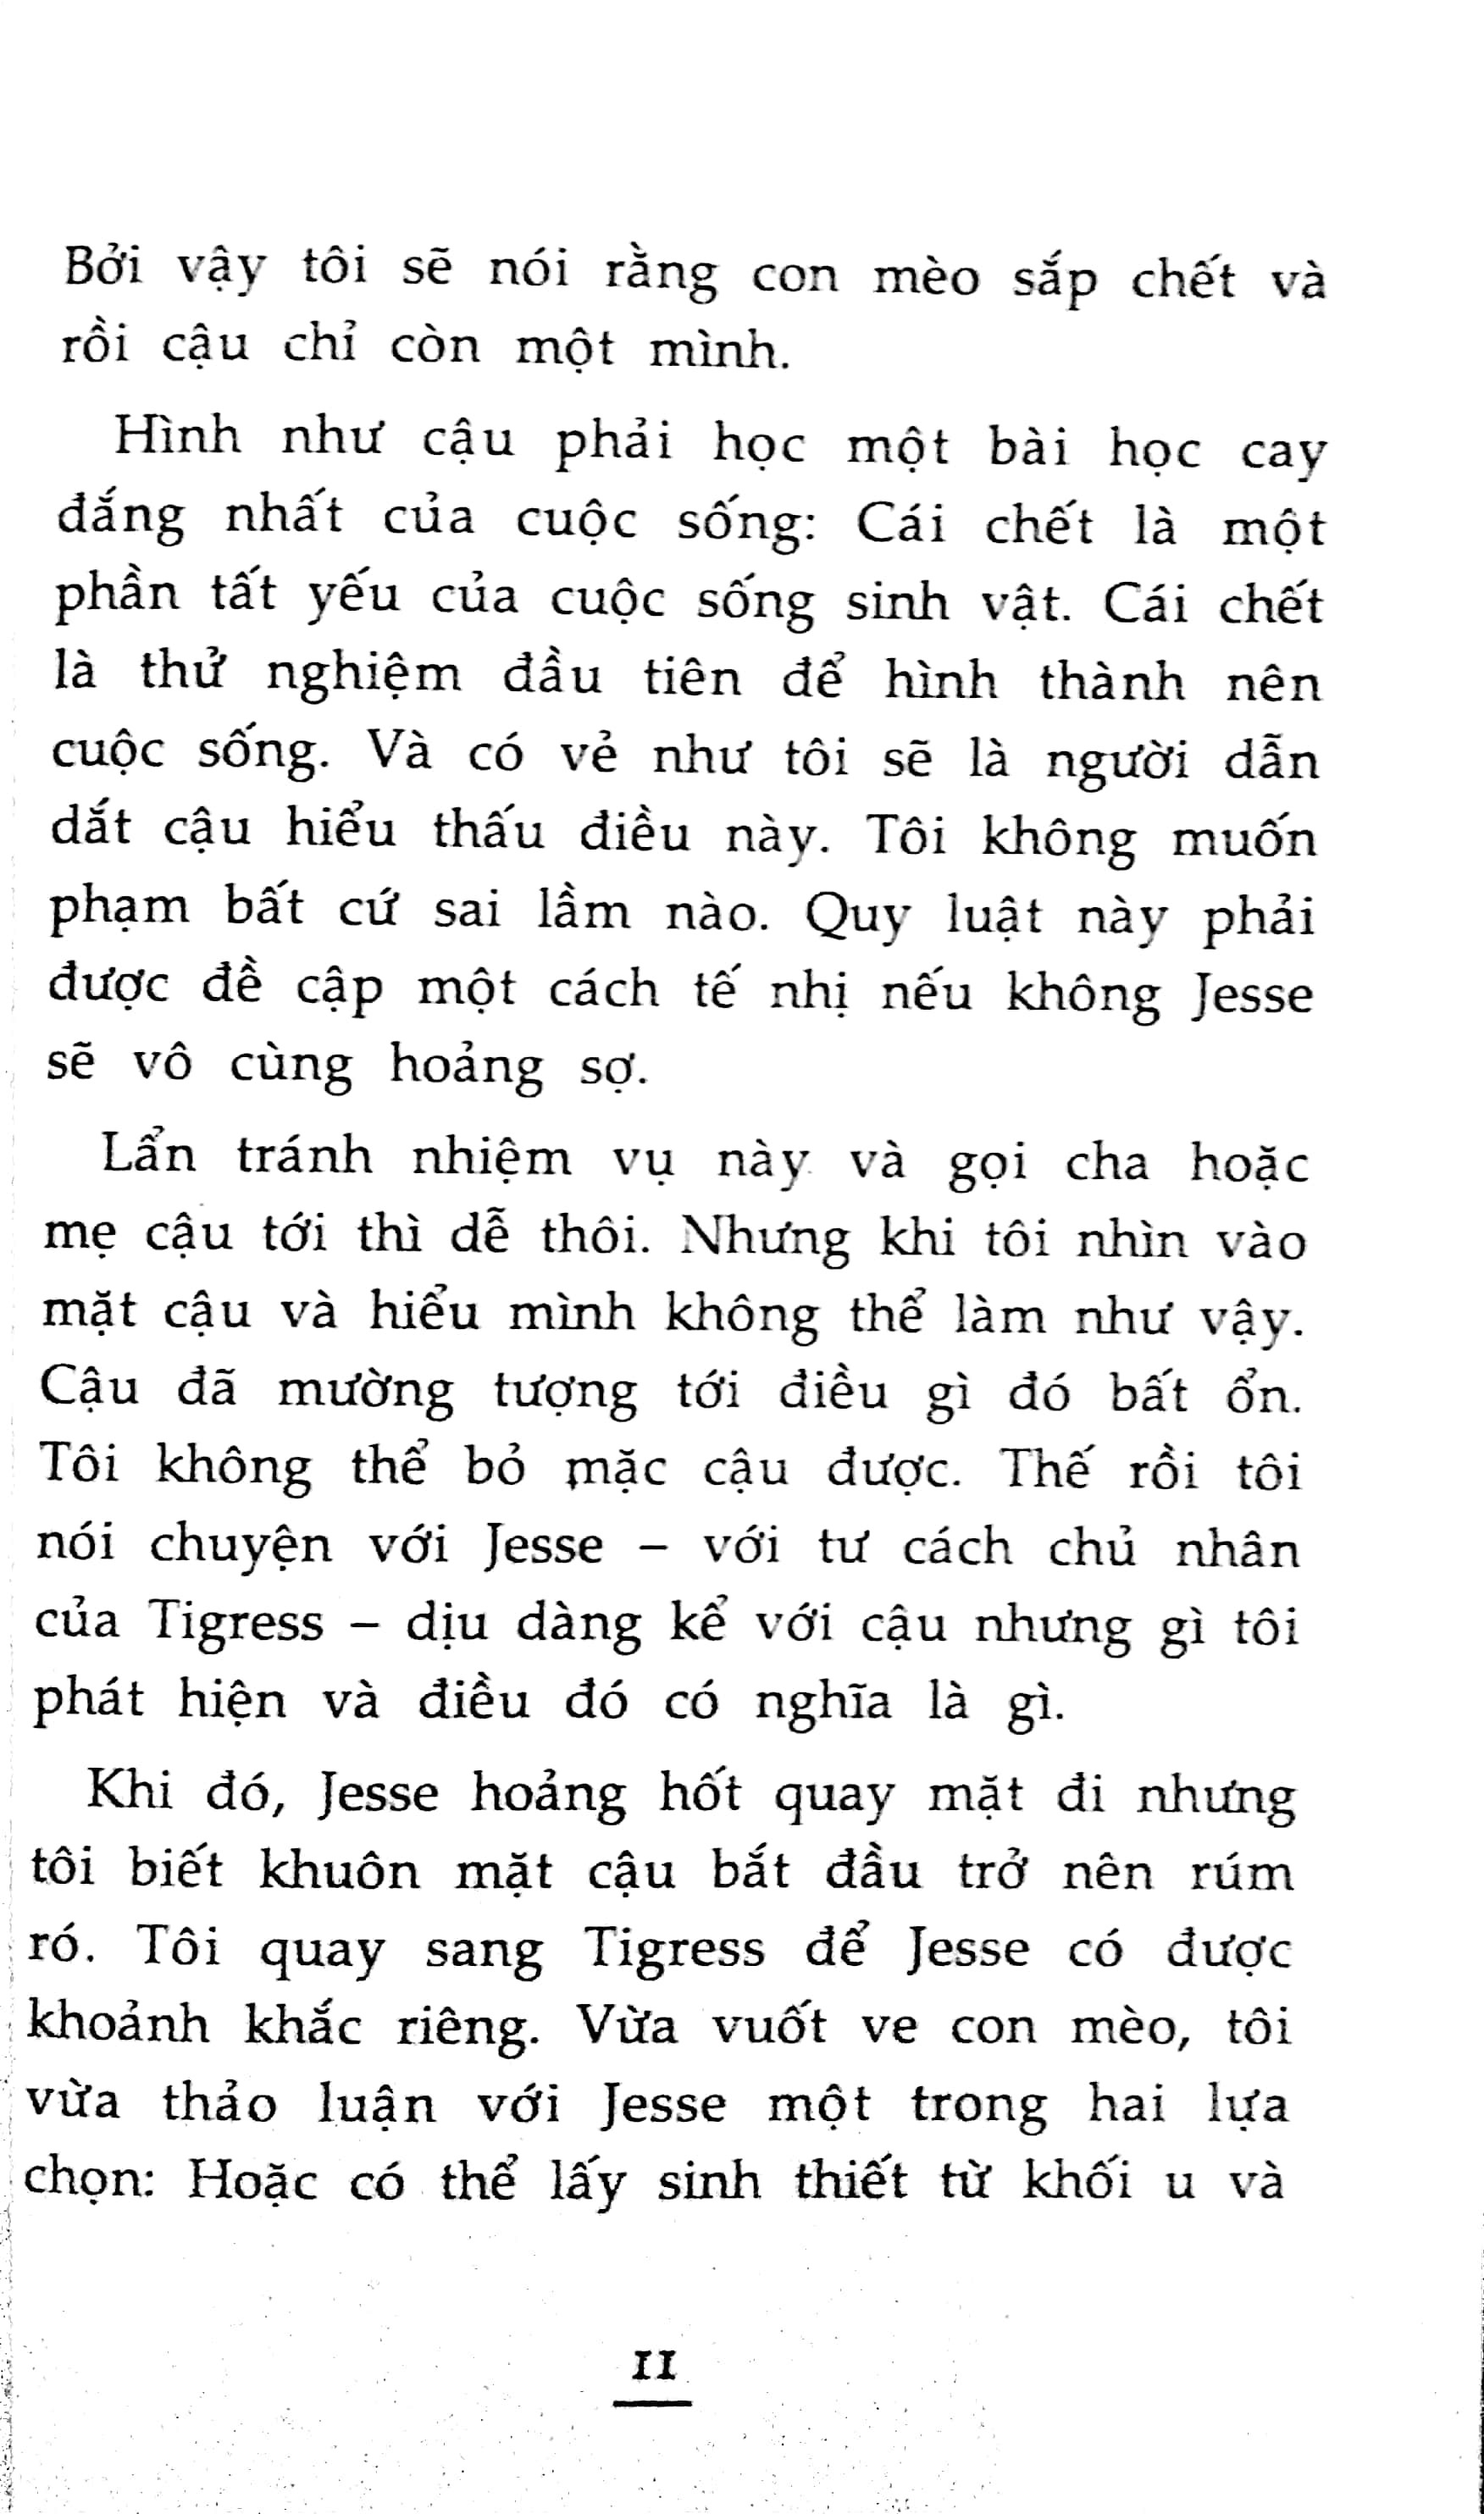 Bởi vậy tôi sẽ nói rằng con mèo sắp chết và
rồi cậu chỉ còn một mình.
Hình như cậu phải học một bài học cay
đắng nhất của cuộc sống: Cái chết là một
phần tất yếu của cuộc sống sinh vật. Cái chết
là thử nghiệm đầu tiên để hình thành nên
cuộc sống. Và có vẻ như tôi sẽ là người dẫn
dắt cậu hiểu thấu điều này. Tôi không muốn
phạm bất cứ sai lầm nào. Quy luật này phải
được đề cập một cách tế nhị nếu không Jesse
sẽ vô cùng hoảng sợ.
Lẩn tránh nhiệm vụ này và gọi cha hoặc
mẹ cậu tới thì dễ thôi. Nhưng khi tôi nhìn vào
mặt cậu và hiểu mình không thể làm như vậy.
Cậu đã mường tượng tới điều gì đó bất ổn.
Tôi không thể bỏ mặc cậu được. Thế rồi tôi
nói chuyện với Jesse – với tư cách chủ nhân
của Tigress – dịu dàng kể với cậu nhưng gì tôi
phát hiện và điều đó có nghĩa là gì.
Khi đó, Jesse hoảng hốt quay mặt đi nhưng
tôi biết khuôn mặt cậu bắt đầu trở nên rúm
ró. Tôi quay sang Tigress để Jesse có được
khoảnh khắc riêng. Vừa vuốt ve con mèo, tôi
vừa thảo luận với Jesse một trong hai lựa
chọn: Hoặc có thể lấy sinh thiết từ khối u và
11